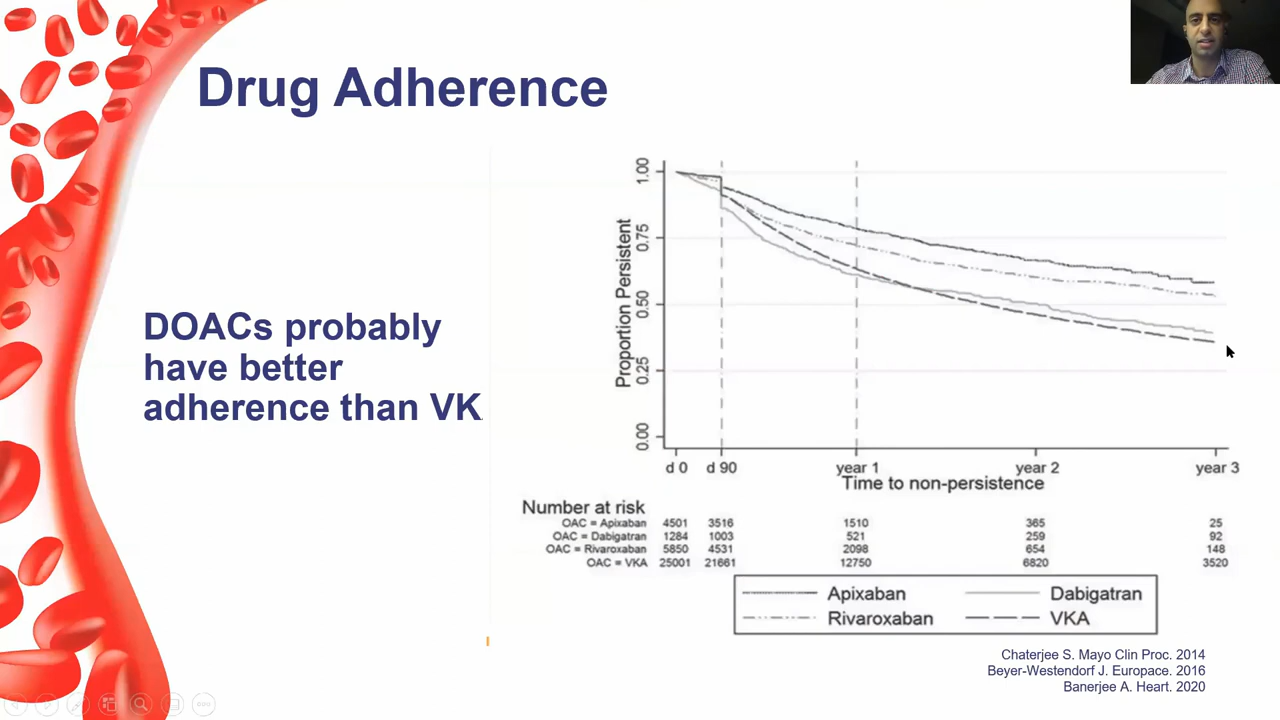 Drug Adherence
DOACs probably
have better
adherence than VK
1.00
0.75
0.50
0.25
0.00
Proportion Persistent
d 0 d 90 year 1 year 2 year 3
Time to non-persistence
Number at risk
OAC = Apixaban 4501 3516 1510 365 25
OAC = Dabigatran 1284 1003 521 259 92
OAC = Rivaroxaban 5850 4531 2098 654 148
OAC = VKA 25001 21661 12750 6820 3520
Apixaban Dabigatran
Rivaroxaban VKA
Chaterjee S. Mayo Clin Proc. 2014
Beyer-Westendorf J. Europace. 2016
Banerjee A. Heart. 2020